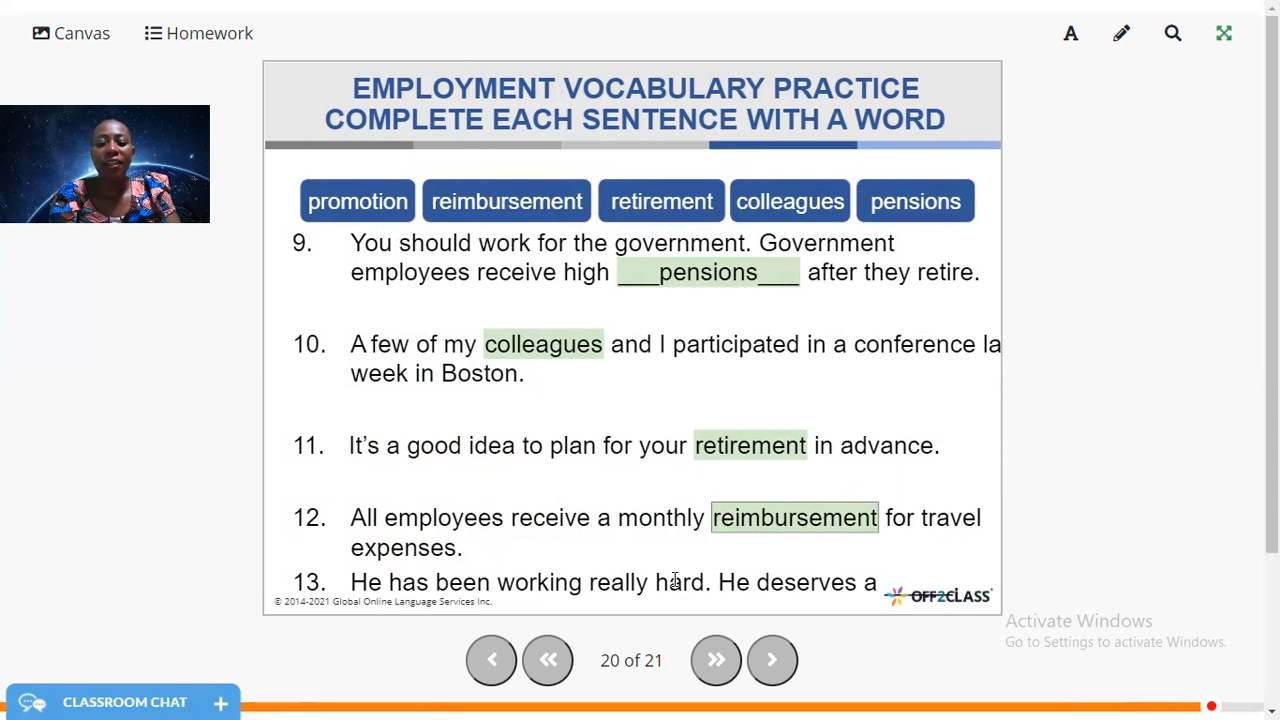 Canvas Homework A
EMPLOYMENT VOCABULARY PRACTICE
COMPLETE EACH SENTENCE WITH A WORD
promotion reimbursement retirement colleagues pensions
9. You should work for the government. Government
employees receive high ___pensions___ after they retire.
10. A few of my colleagues and I participated in a conference la
week in Boston.
11. It's a good idea to plan for your retirement in advance.
12. All employees receive a monthly reimbursement for travel
expenses.
13. He has been working really hard. He deserves a
© 2014-2021 Global Online Language Services Inc.
OFF2CLASS
Activate Windows
Go to Settings to activate Windows.
20 of 21
CLASSROOM CHAT +